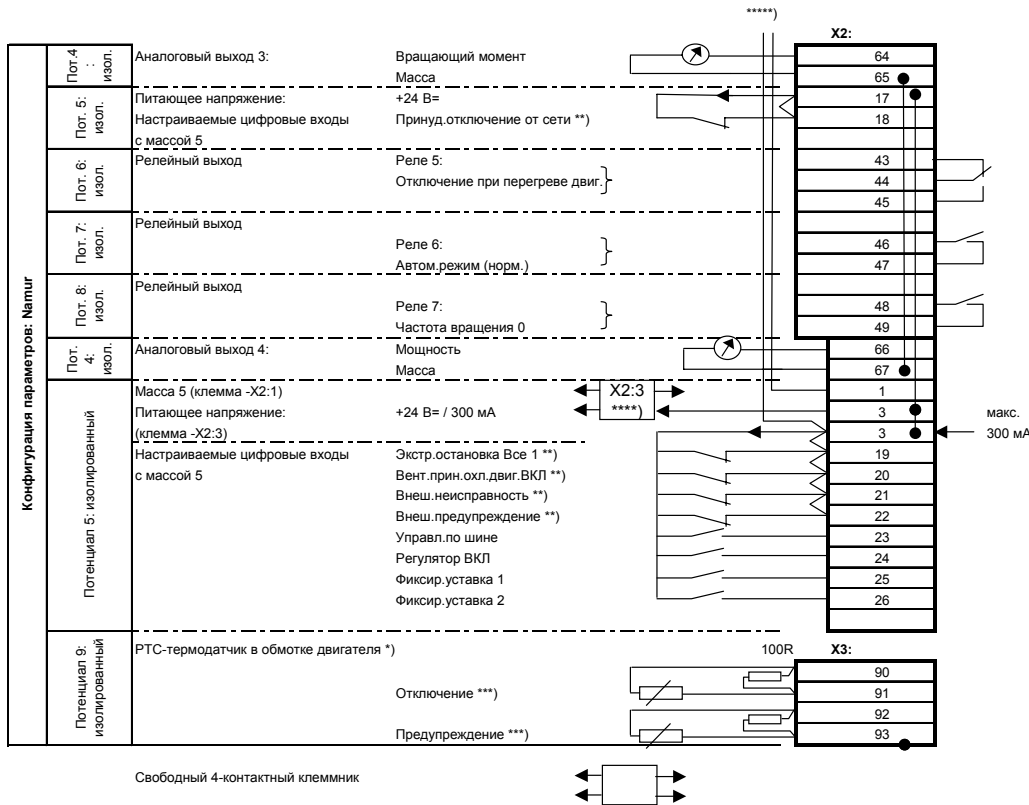 *****)
X2:
Конфигурация параметров: Namur
Пот.4
:
изол.
Аналоговый выход 3:
Вращающий момент
64
Масса
65
Пот. 5:
изол.
Питающее напряжение:
+24 В=
17
Настраиваемые цифровые входы
Принуд.отключение от сети **)
18
с массой 5
Пот. 6:
изол.
Релейный выход
Реле 5:
43
Отключение при перегреве двиг.
44
45
Пот. 7:
изол.
Релейный выход
Реле 6:
46
Автом.режим (норм.)
47
Пот. 8:
изол.
Релейный выход
Реле 7:
48
Частота вращения 0
49
Пот.
4:
изол.
Аналоговый выход 4:
Мощность
66
Масса
67
Потенциал 5: изолированный
Масса 5 (клемма -X2:1)
X2:3
1
Питающее напряжение:
+24 В= / 300 мА
****)
3
макс.
(клемма -X2:3)
3
300 мА
Настраиваемые цифровые входы
Экстр.остановка Все 1 **)
19
с массой 5
Вент.прин.охл.двиг.ВКЛ **)
20
Внеш.неисправность **)
21
Внеш.предупреждение **)
22
Управл.по шине
23
Регулятор ВКЛ
24
Фиксир.уставка 1
25
Фиксир.уставка 2
26
Потенциал 9:
изолированный
PTC-термодатчик в обмотке двигателя *)
100R
X3:
90
Отключение ***)
91
92
Предупреждение ***)
93
Свободный 4-контактный клеммник